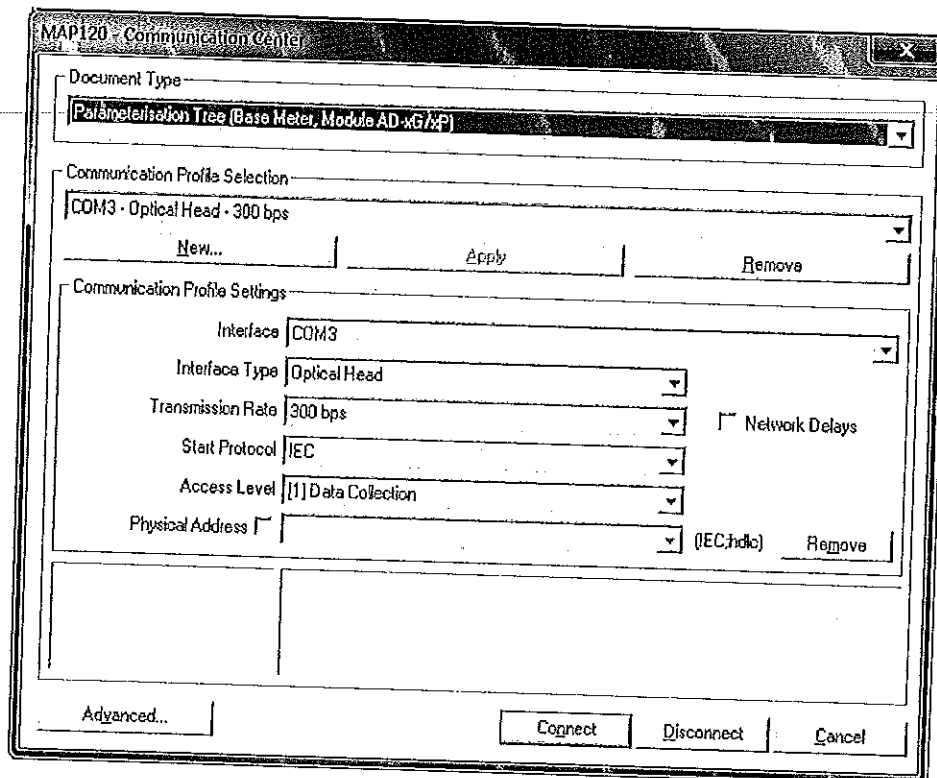 MAP120 - Communication Center
Document Type
Parameterisation Tree (Base Meter, Module AD-xG/xP)
Communication Profile Selection
COM3 - Optical Head - 300 bps
New... Apply Remove
Communication Profile Settings
Interface COM3
Interface Type Optical Head
Transmission Rate 300 bps Network Delays
Start Protocol IEC
Access Level [1] Data Collection
Physical Address (IEC;hdlc) Remove
Advanced... Connect Disconnect Cancel